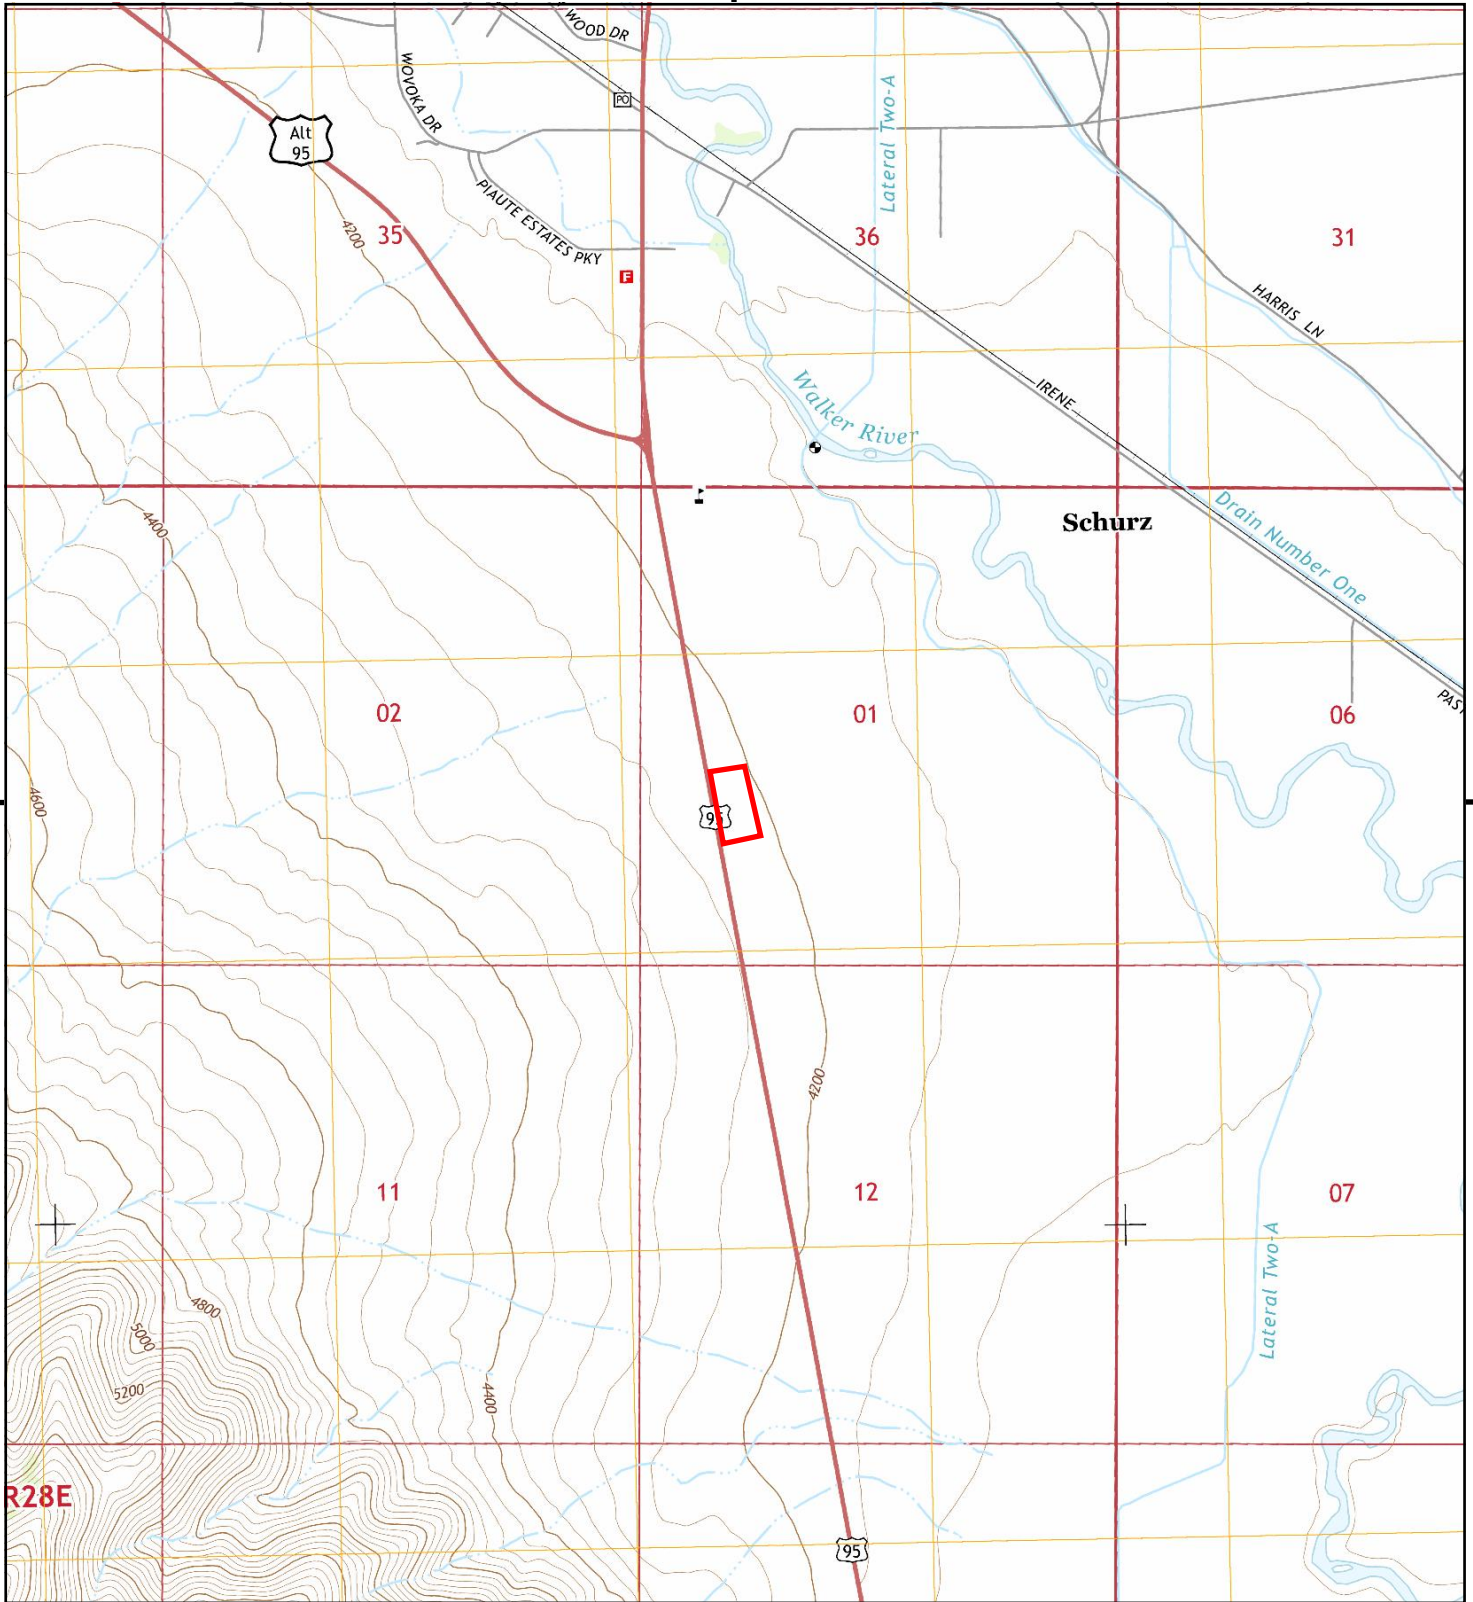 WOOD DR
WOVOKA DR
PO
Lateral Two-A
Alt
95
PIAUTE ESTATES PKY
4200
35
36
31
F
HARRIS LN
Walker River
IRENE
4400
Schurz
Drain Number One
02
01
06
PAST
4600
95
4200
11
12
07
Lateral Two-A
4800
5000
5200
4400
R28E
95